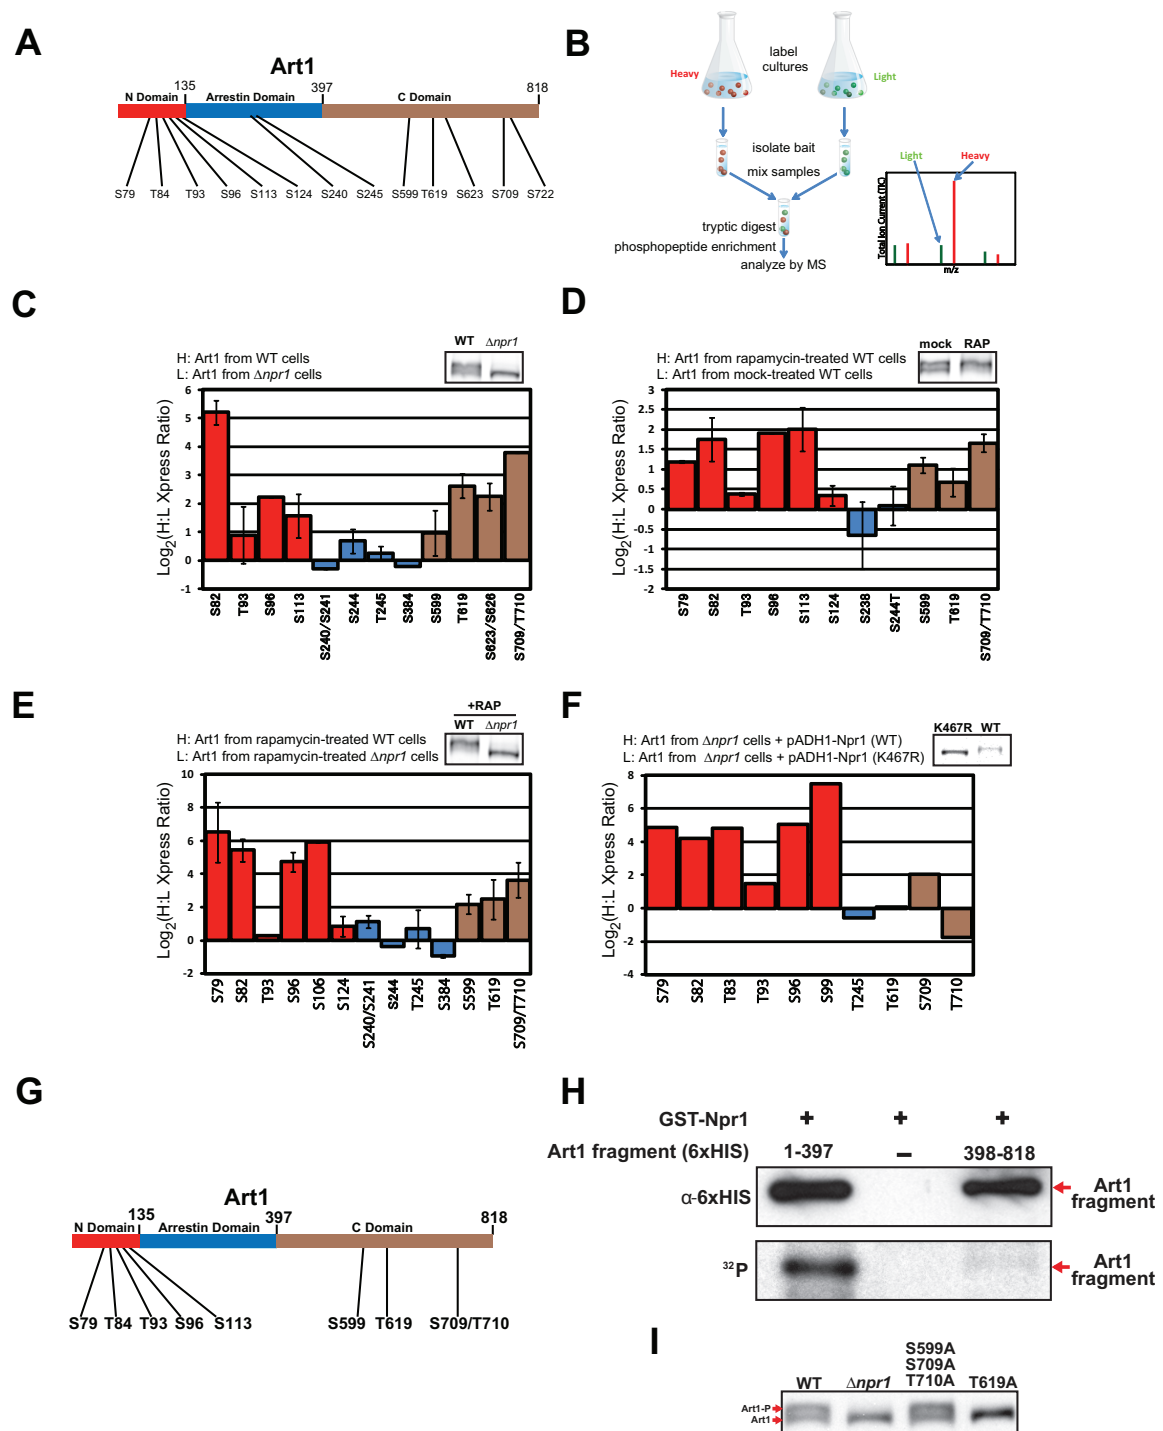 A
Art1
135
397
818
N Domain
Arrestin Domain
C Domain
S79 T84 T93 S96 S113 S124 S240 S245 S599 T619 S623 S709 S722
B
label
cultures
Heavy
Light
isolate bait
mix samples
tryptic digest
phosphopeptide enrichment
analyze by MS
Light
Heavy
Total Ion Current (TIC)
m/z
C
H: Art1 from WT cells
L: Art1 from Δnpr1 cells
WT Δnpr1
Log2(H:L Xpress Ratio)
6
5
4
3
2
1
0
-1
S82 T93 S96 S113 S240/S241 S244 T245 S384 S599 T619 S623/S626 S709/T710
D
mock RAP
H: Art1 from rapamycin-treated WT cells
L: Art1 from mock-treated WT cells
Log2(H:L Xpress Ratio)
3
2.5
2
1.5
1
0.5
0
-0.5
-1
-1.5
-2
S79 S82 T93 S96 S113 S124 S238 S244T S599 T619 S709/T710
E
+RAP
WT Δnpr1
H: Art1 from rapamycin-treated WT cells
L: Art1 from rapamycin-treated Δnpr1 cells
Log2(H:L Xpress Ratio)
10
8
6
4
2
0
-2
S79 S82 T93 S96 S106 S124 S240/S241 S244 T245 S384 S599 T619 S709/T710
F
K467R WT
H: Art1 from Δnpr1 cells + pADH1-Npr1 (WT)
L: Art1 from Δnpr1 cells + pADH1-Npr1 (K467R)
Log2(H:L Xpress Ratio)
8
6
4
2
0
-2
-4
S79 S82 T83 T93 S96 S99 T245 T619 S709 T710
G
Art1
135
397
818
N Domain
Arrestin Domain
C Domain
S79 T84 T93 S96 S113 S599 T619 S709/T710
H
GST-Npr1 + + +
Art1 fragment (6xHIS) 1-397 – 398-818
α-6xHIS
Art1
fragment
32P
Art1
fragment
I
S599A
S709A
WT Δnpr1 T710A T619A
Art1-P
Art1